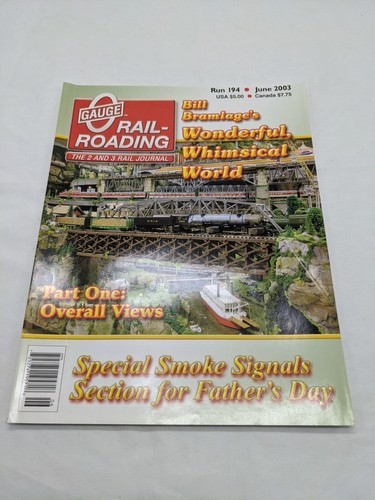 Run 194 • June 2003
USA $5.00 • Canada $7.75
O GAUGE
RAIL-
ROADING
THE 2 AND 3 RAIL JOURNAL
Bill
Bramlage's
Wonderful,
Whimsical
World
Part One:
Overall Views
Special Smoke Signals
Section for Father's Day